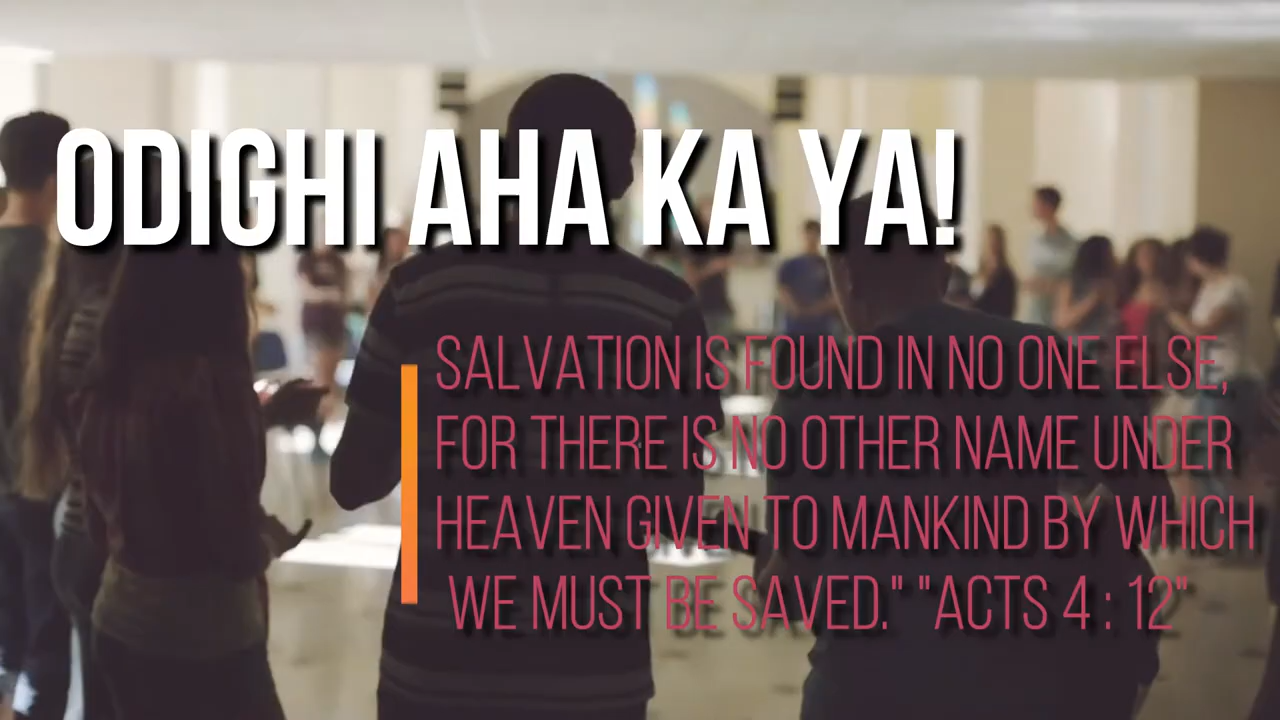 ODIGHI AHA KA YA!
SALVATION IS FOUND IN NO ONE ELSE,
FOR THERE IS NO OTHER NAME UNDER
HEAVEN GIVEN TO MANKIND BY WHICH
WE MUST BE SAVED." "ACTS 4 : 12"